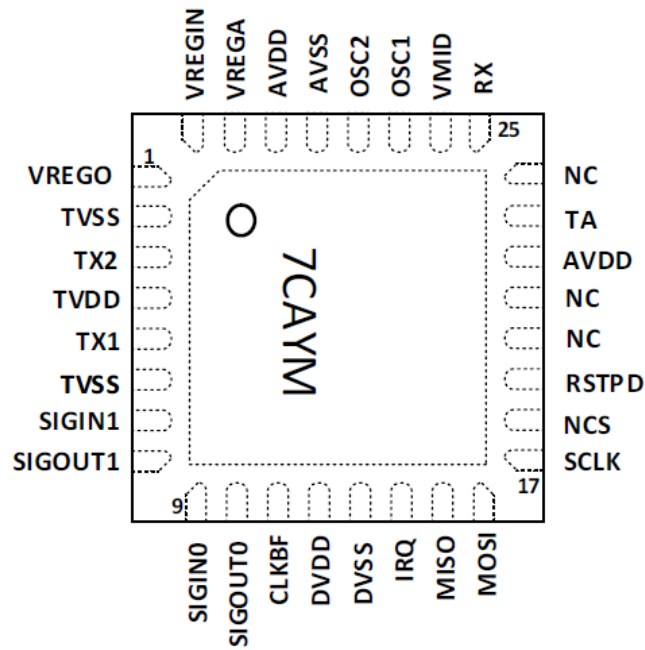 VREGIN
VREGA
AVDD
AVSS
OSC2
OSC1
VMID
RX
1
25
VREGO
TVSS
TX2
TVDD
TX1
TVSS
SIGIN1
SIGOUT1
7CAYM
NC
TA
AVDD
NC
NC
RSTPD
NCS
SCLK
9
17
SIGIN0
SIGOUT0
CLKBF
DVDD
DVSS
IRQ
MISO
MOSI